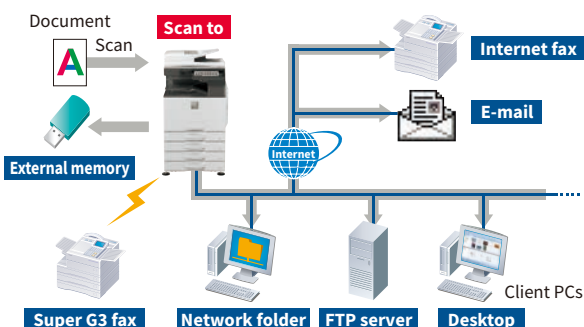 Document
Scan
A
Scan to
Internet fax
E-mail
Internet
External memory
Client PCs
Super G3 fax
Network folder
FTP server
Desktop